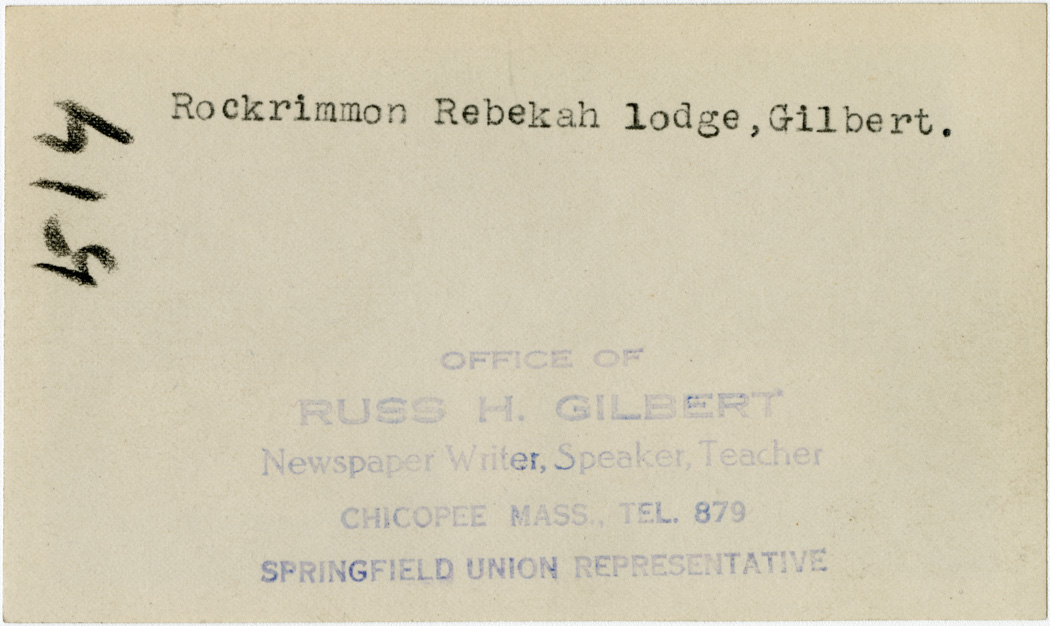 514
Rockrimmon Rebekah lodge,Gilbert.
OFFICE OF
RUSS H. GILBERT
Newspaper Writer, Speaker, Teacher
CHICOPEE MASS., TEL. 879
SPRINGFIELD UNION REPRESENTATIVE